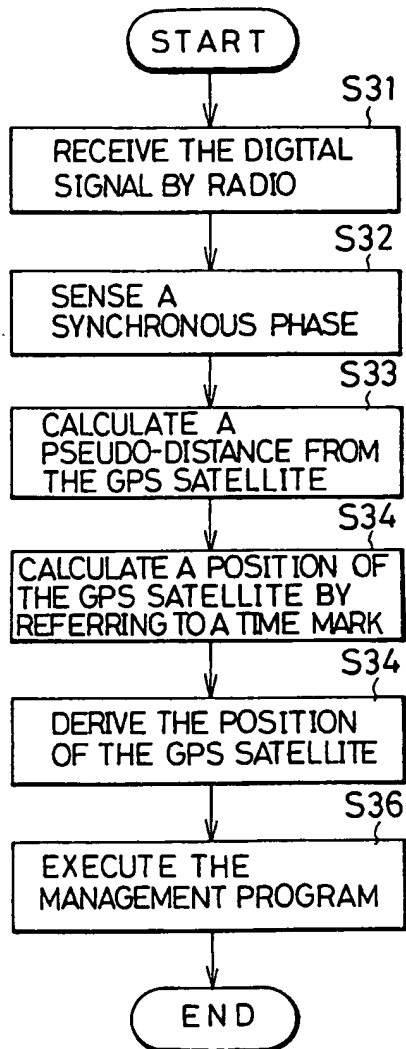 START
S31
RECEIVE THE DIGITAL
SIGNAL BY RADIO
S32
SENSE A
SYNCHRONOUS PHASE
S33
CALCULATE A
PSEUDO-DISTANCE FROM
THE GPS SATELLITE
S34
CALCULATE A POSITION OF
THE GPS SATELLITE BY
REFERRING TO A TIME MARK
S34
DERIVE THE POSITION
OF THE GPS SATELLITE
S36
EXECUTE THE
MANAGEMENT PROGRAM
END